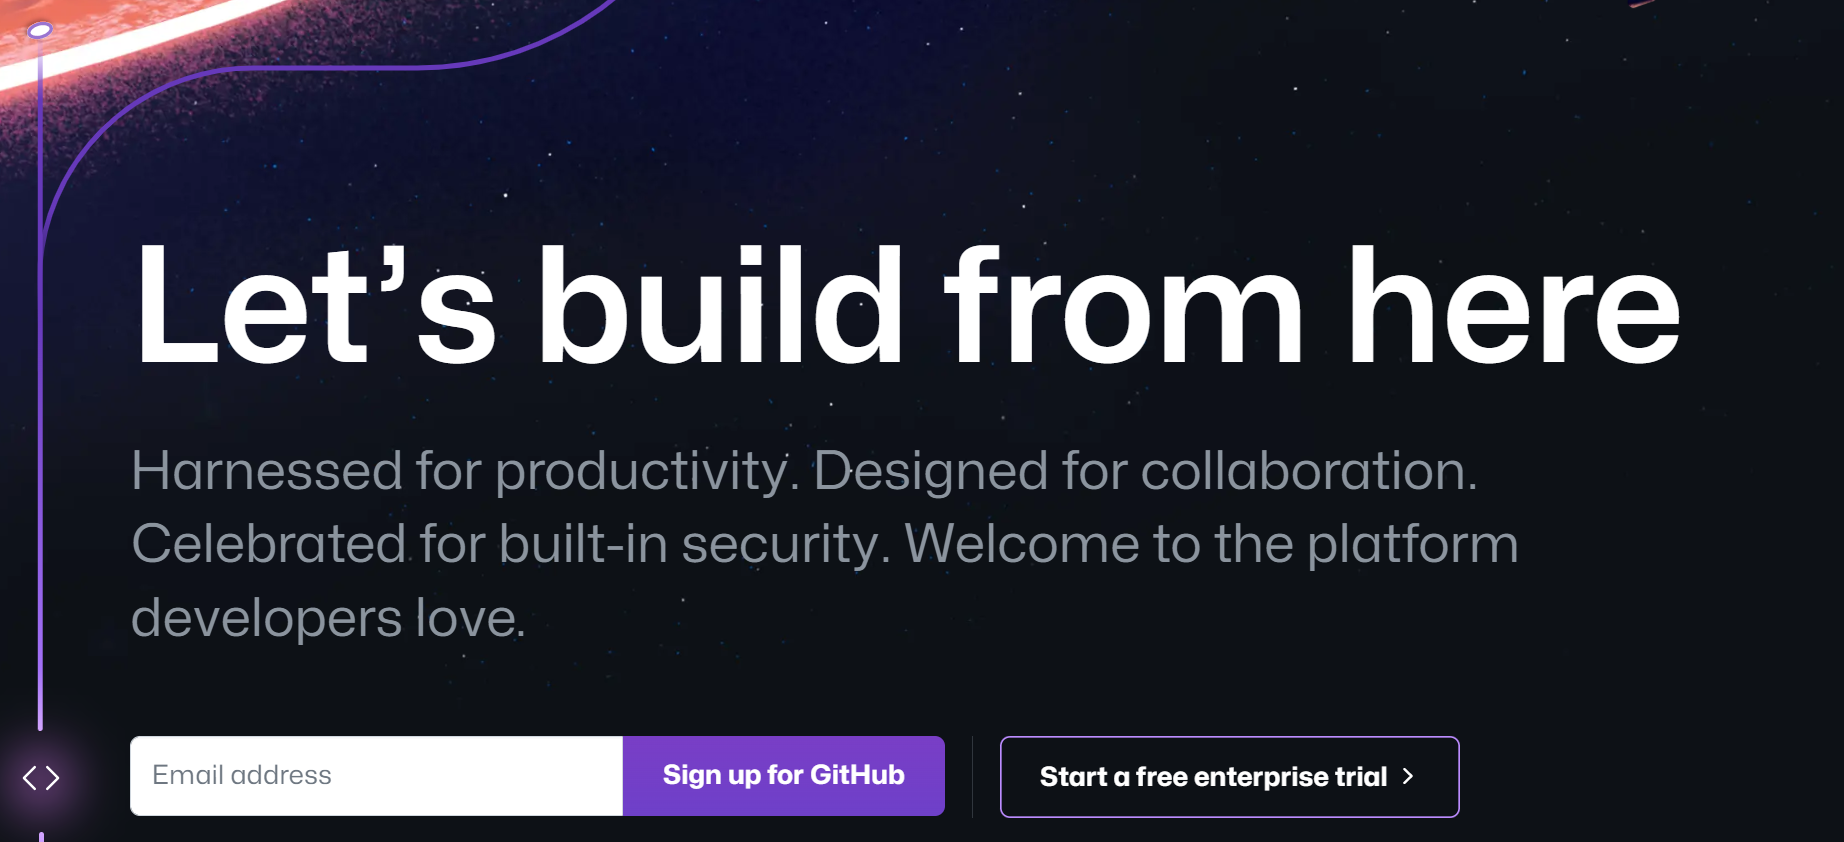 Let’s build from here
Harnessed for productivity. Designed for collaboration.
Celebrated for built-in security. Welcome to the platform
developers love.
Email address
Sign up for GitHub
Start a free enterprise trial